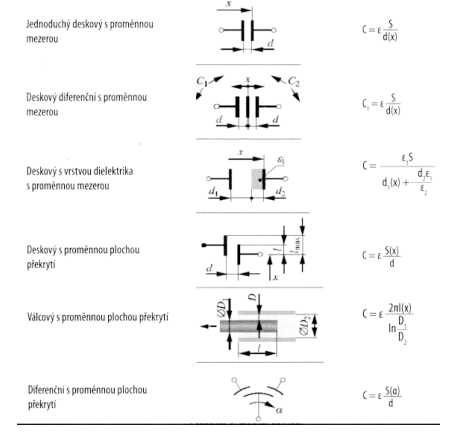 Jednoduchý deskový s proměnnou
mezerou
x
d
C = ε S / d(x)
Deskový diferenční s proměnnou
mezerou
C₁ x C₂
d d
C₁ = ε S / d(x)
Deskový s vrstvou dielektrika
s proměnnou mezerou
x ε₁
d₁ d₂
C = ε₁S / (d₁(x) + d₂ε₁ / ε₂)
Deskový s proměnnou plochou
překrytí
d l lmax
x
C = ε S(x) / d
Válcový s proměnnou plochou překrytí
ØD₁ D ØD₂
l
C = ε 2πl(x) / ln D₁ / D₂
Diferenční s proměnnou plochou
překrytí
α
C = ε S(α) / d